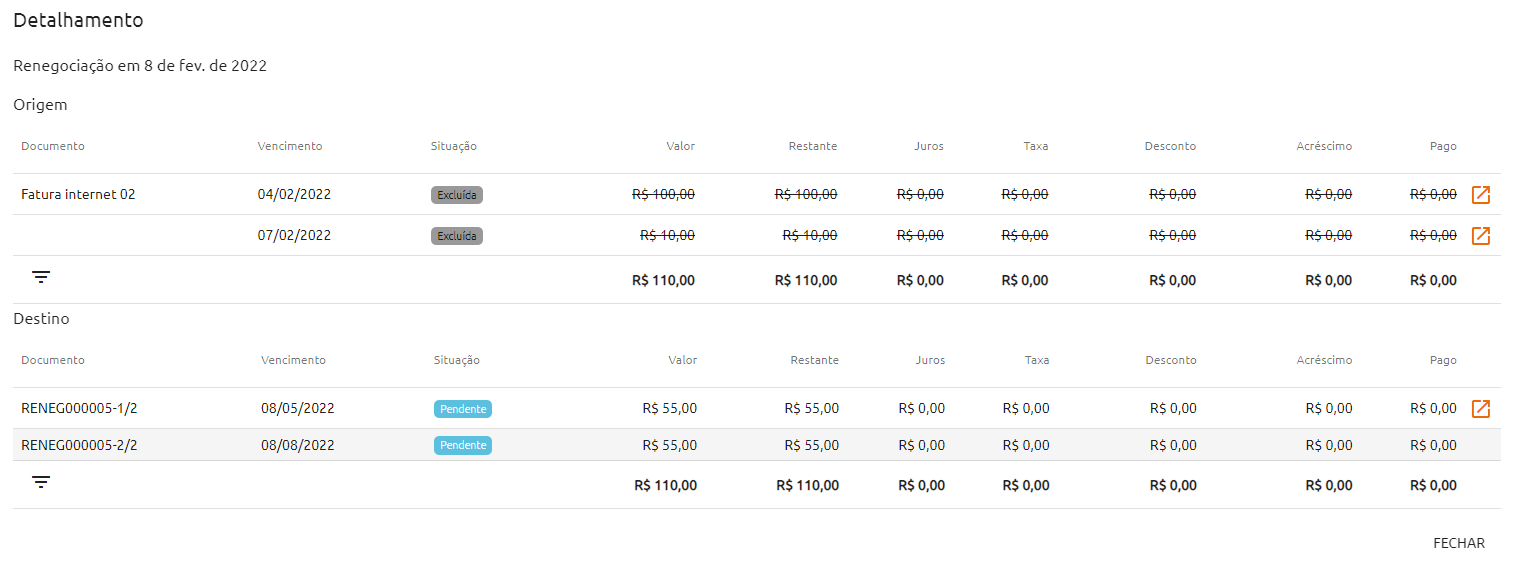 Detalhamento
Renegociação em 8 de fev. de 2022
Origem
Documento Vencimento Situação Valor Restante Juros Taxa Desconto Acréscimo Pago
Fatura internet 02 04/02/2022 Excluída R$ 100,00 R$ 100,00 R$ 0,00 R$ 0,00 R$ 0,00 R$ 0,00 R$ 0,00
07/02/2022 Excluída R$ 10,00 R$ 10,00 R$ 0,00 R$ 0,00 R$ 0,00 R$ 0,00 R$ 0,00
R$ 110,00 R$ 110,00 R$ 0,00 R$ 0,00 R$ 0,00 R$ 0,00 R$ 0,00
Destino
Documento Vencimento Situação Valor Restante Juros Taxa Desconto Acréscimo Pago
RENEG000005-1/2 08/05/2022 Pendente R$ 55,00 R$ 55,00 R$ 0,00 R$ 0,00 R$ 0,00 R$ 0,00 R$ 0,00
RENEG000005-2/2 08/08/2022 Pendente R$ 55,00 R$ 55,00 R$ 0,00 R$ 0,00 R$ 0,00 R$ 0,00 R$ 0,00
R$ 110,00 R$ 110,00 R$ 0,00 R$ 0,00 R$ 0,00 R$ 0,00 R$ 0,00
FECHAR